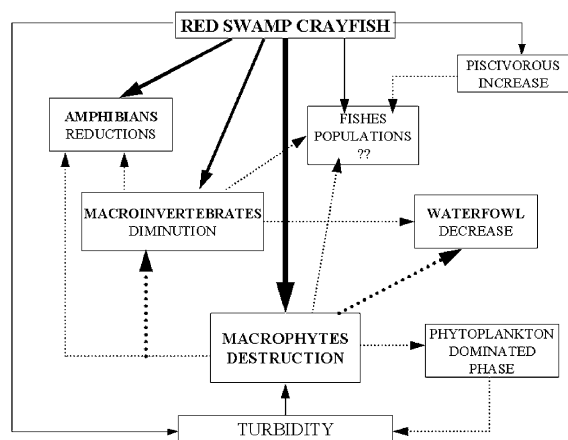 RED SWAMP CRAYFISH
PISCIVOROUS
INCREASE
AMPHIBIANS
REDUCTIONS
FISHES
POPULATIONS
??
MACROINVERTEBRATES
DIMINUTION
WATERFOWL
DECREASE
MACROPHYTES
DESTRUCTION
PHYTOPLANKTON
DOMINATED
PHASE
TURBIDITY